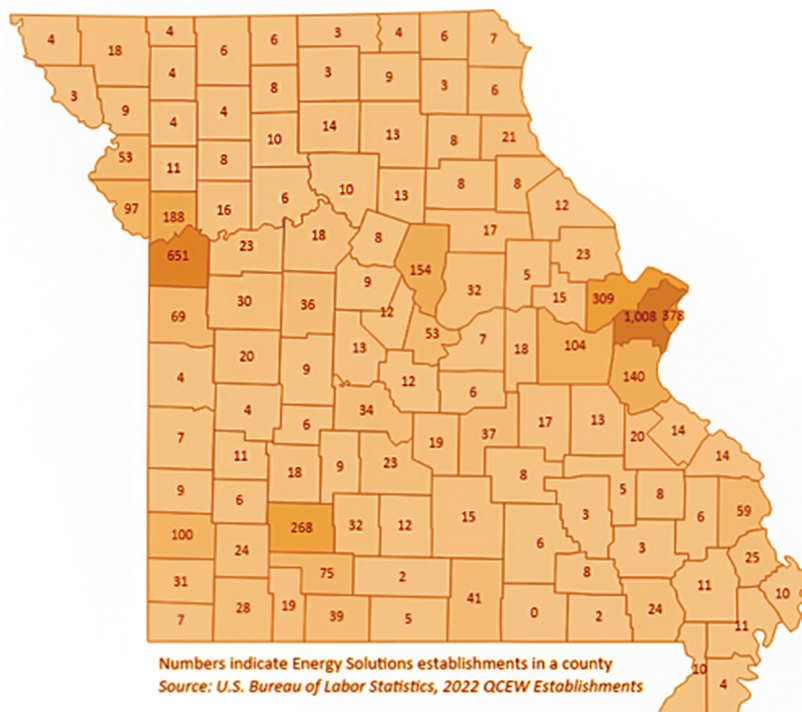 4 18 4 6 6 3 4 6 7
3 9 4 4 8 3 9 3 6
53 11 8 10 14 13 8 21
97 188 16 6 10 13 8 8 12
651 23 18 8 154 17 23
69 30 36 9 12 53 32 5 15 309 1,008 378
4 20 9 13 12 7 18 104 140
7 4 6 34 6 17 13 20 14 14
9 11 18 9 23 19 37 8 5 8 6 59
100 6 268 32 12 15 6 3 3 25
31 24 75 2 41 8 11 10
7 28 19 39 5 0 2 24 11
10 4
Numbers indicate Energy Solutions establishments in a county
Source: U.S. Bureau of Labor Statistics, 2022 QCEW Establishments